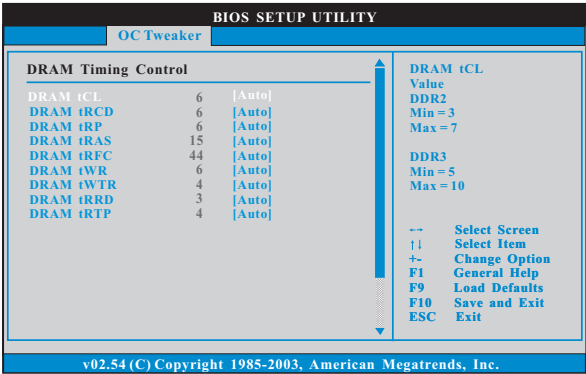 BIOS SETUP UTILITY
OC Tweaker
DRAM Timing Control
DRAM tCL 6 [Auto]
DRAM tRCD 6 [Auto]
DRAM tRP 6 [Auto]
DRAM tRAS 15 [Auto]
DRAM tRFC 44 [Auto]
DRAM tWR 6 [Auto]
DRAM tWTR 4 [Auto]
DRAM tRRD 3 [Auto]
DRAM tRTP 4 [Auto]
DRAM tCL
Value
DDR2
Min = 3
Max = 7
DDR3
Min = 5
Max = 10
←→ Select Screen
↑↓ Select Item
+- Change Option
F1 General Help
F9 Load Defaults
F10 Save and Exit
ESC Exit
v02.54 (C) Copyright 1985-2003, American Megatrends, Inc.